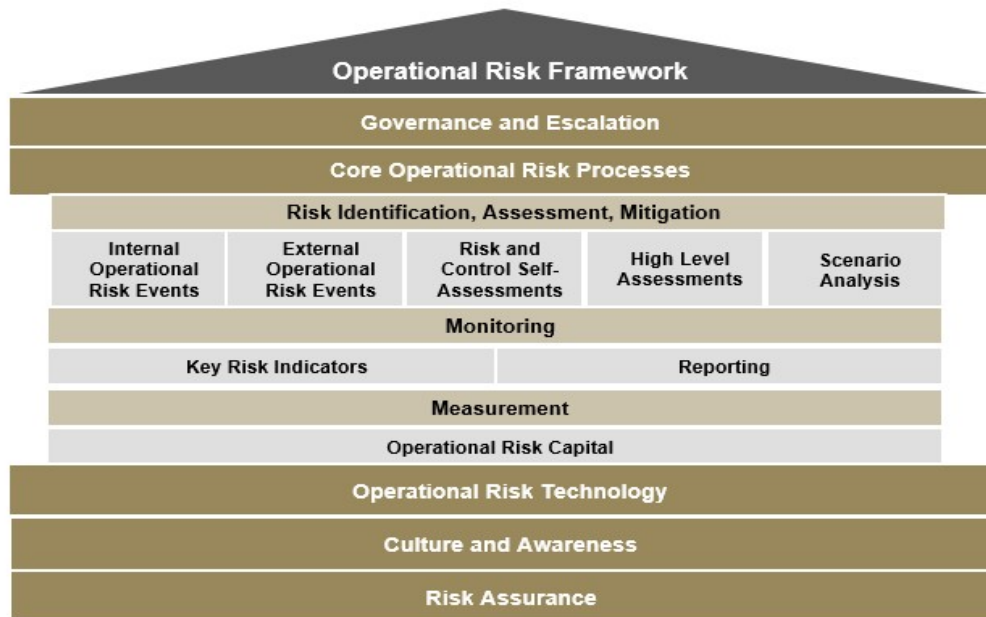 Operational Risk Framework
Governance and Escalation
Core Operational Risk Processes
Risk Identification, Assessment, Mitigation
Internal
Operational
Risk Events
External
Operational
Risk Events
Risk and
Control Self-
Assessments
High Level
Assessments
Scenario
Analysis
Monitoring
Key Risk Indicators
Reporting
Measurement
Operational Risk Capital
Operational Risk Technology
Culture and Awareness
Risk Assurance